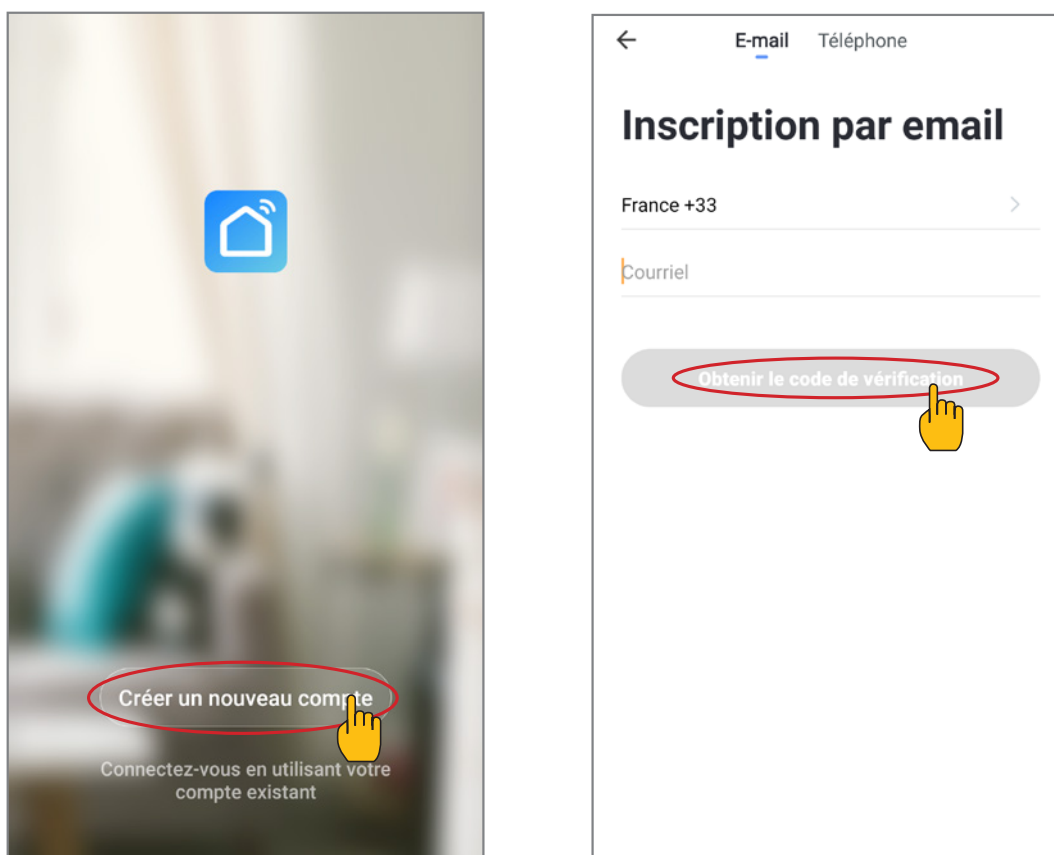 Créer un nouveau compte
Connectez-vous en utilisant votre
compte existant
E-mail Téléphone
Inscription par email
France +33
Courriel
Obtenir le code de vérification